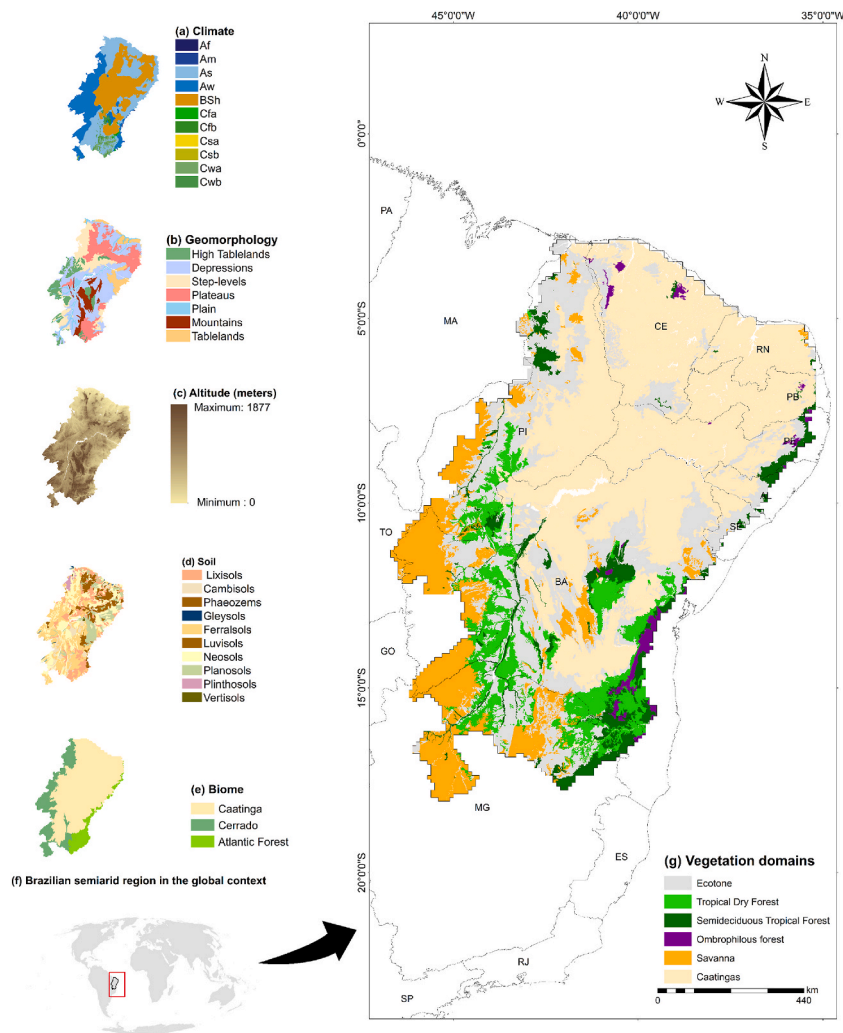 (a) Climate
Af
Am
As
Aw
BSh
Cfa
Cfb
Csa
Csb
Cwa
Cwb
(b) Geomorphology
High Tablelands
Depressions
Step-levels
Plateaus
Plain
Mountains
Tablelands
(c) Altitude (meters)
Maximum: 1877
Minimum : 0
(d) Soil
Lixisols
Cambisols
Phaeozems
Gleysols
Ferralsols
Luvisols
Neosols
Planosols
Plinthosols
Vertisols
(e) Biome
Caatinga
Cerrado
Atlantic Forest
(f) Brazilian semiarid region in the global context
45°0'0"W 40°0'0"W 35°0'0"W
N
W E
S
0°0'0"
5°0'0"S
10°0'0"S
15°0'0"S
20°0'0"S
PA
MA
CE
RN
PB
PE
PI
TO
SE
BA
GO
MG
ES
RJ
SP
(g) Vegetation domains
Ecotone
Tropical Dry Forest
Semideciduous Tropical Forest
Ombrophilous forest
Savanna
Caatingas
km
0 440